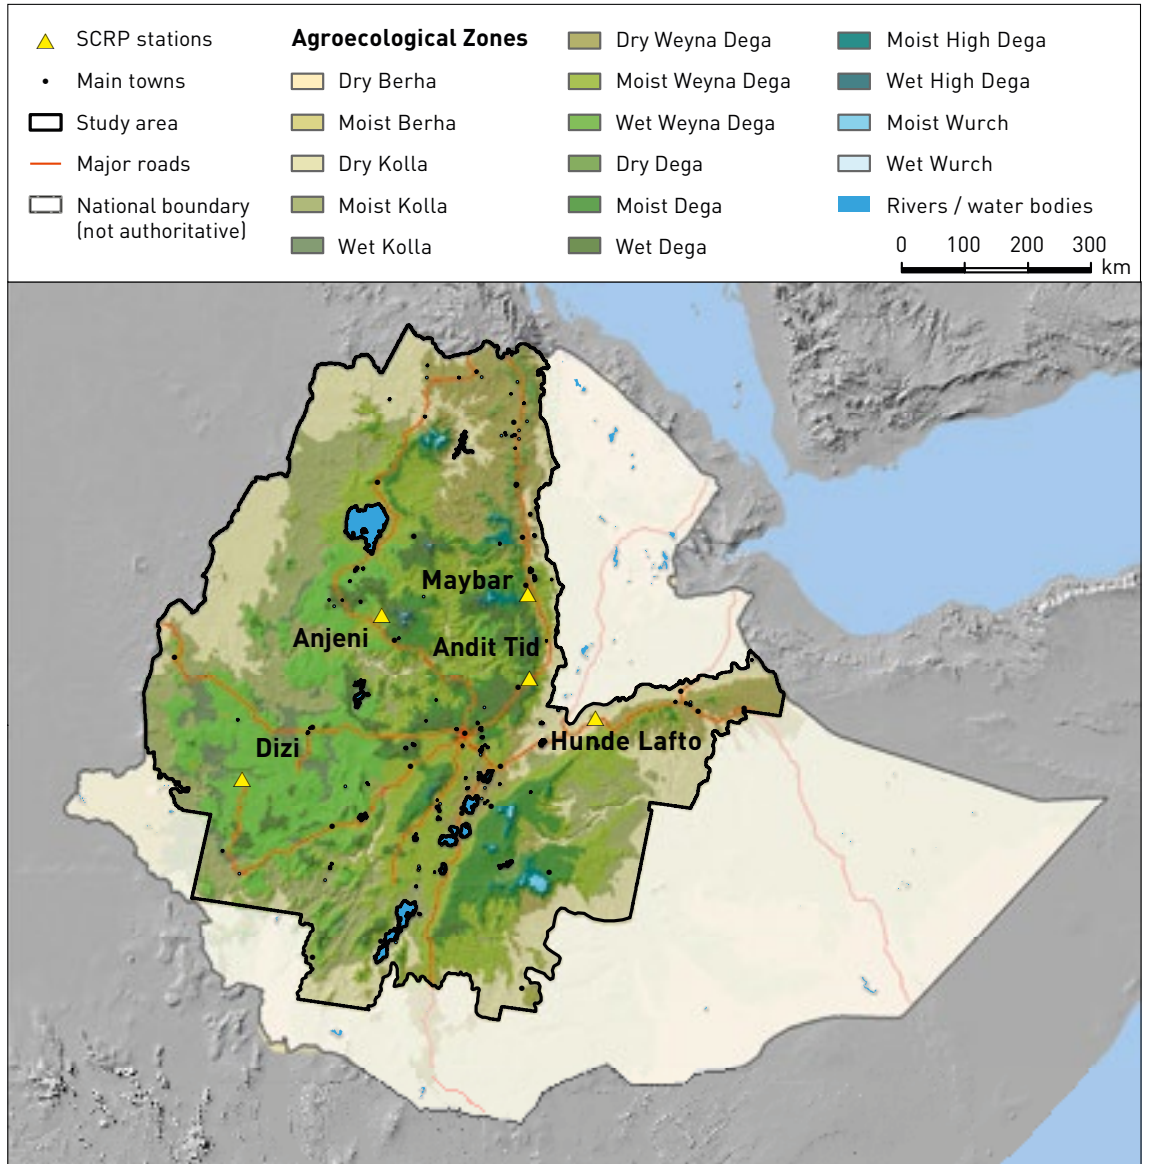 SCRP stations
Main towns
Study area
Major roads
National boundary
(not authoritative)
Agroecological Zones
Dry Berha
Moist Berha
Dry Kolla
Moist Kolla
Wet Kolla
Dry Weyna Dega
Moist Weyna Dega
Wet Weyna Dega
Dry Dega
Moist Dega
Wet Dega
Moist High Dega
Wet High Dega
Moist Wurch
Wet Wurch
Rivers / water bodies
0 100 200 300
km
Maybar
Anjeni
Andit Tid
Dizi
Hunde Lafto